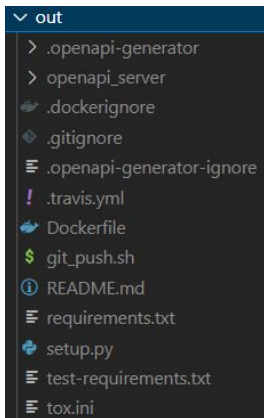 out
.openapi-generator
openapi_server
.dockerignore
.gitignore
.openapi-generator-ignore
.travis.yml
Dockerfile
git_push.sh
README.md
requirements.txt
setup.py
test-requirements.txt
tox.ini